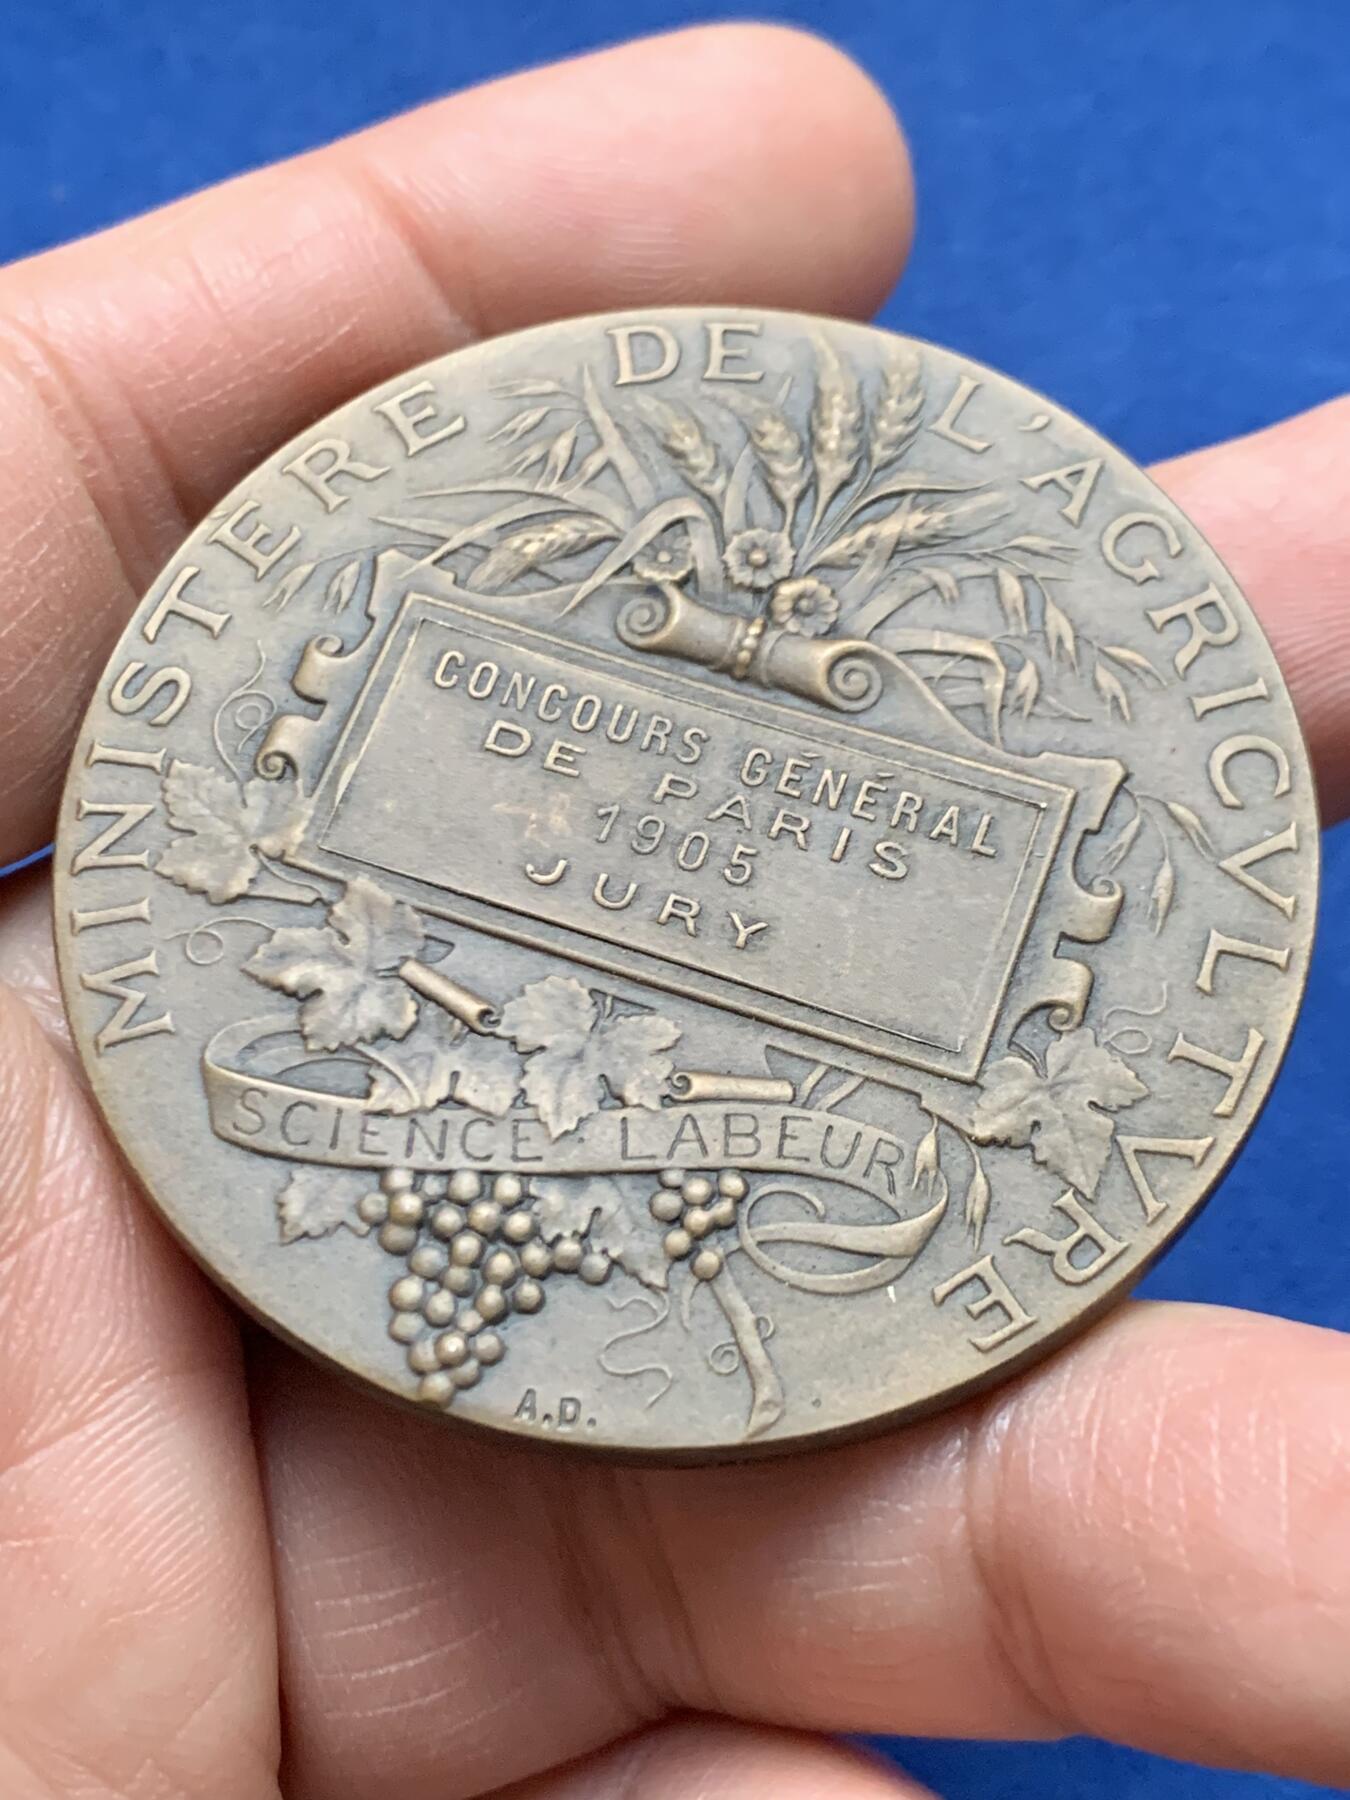 MINISTÈRE DE L'AGRICVLTVRE
CONCOURS GÉNÉRAL
DE PARIS
1905
JURY
SCIENCE LABEUR
A.D.